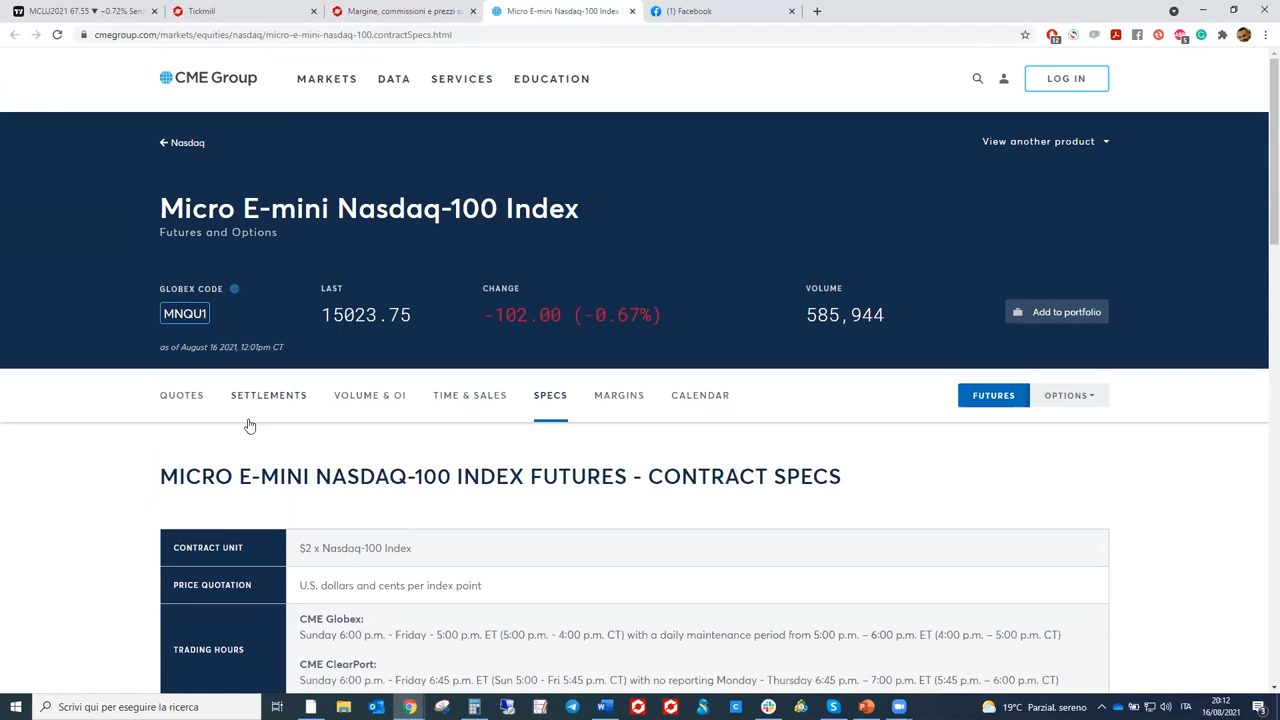 MCLU2021 67.55 ▼ −0.72% Senz
Tickmill
Margine, commissioni e prezzi su
Micro E-mini Nasdaq-100 Index
(1) Facebook
cmegroup.com/markets/equities/nasdaq/micro-e-mini-nasdaq-100.contractSpecs.html
CME Group
MARKETS
DATA
SERVICES
EDUCATION
LOG IN
Nasdaq
View another product
Micro E-mini Nasdaq-100 Index
Futures and Options
GLOBEX CODE
LAST
CHANGE
VOLUME
MNQU1
15023.75
-102.00 (-0.67%)
585,944
Add to portfolio
as of August 16 2021, 12:01pm CT
QUOTES
SETTLEMENTS
VOLUME & OI
TIME & SALES
SPECS
MARGINS
CALENDAR
FUTURES
OPTIONS
MICRO E-MINI NASDAQ-100 INDEX FUTURES - CONTRACT SPECS
CONTRACT UNIT
$2 x Nasdaq-100 Index
PRICE QUOTATION
U.S. dollars and cents per index point
TRADING HOURS
CME Globex:
Sunday 6:00 p.m. - Friday - 5:00 p.m. ET (5:00 p.m. - 4:00 p.m. CT) with a daily maintenance period from 5:00 p.m. – 6:00 p.m. ET (4:00 p.m. – 5:00 p.m. CT)
CME ClearPort:
Sunday 6:00 p.m. - Friday 6:45 p.m. ET (Sun 5:00 - Fri 5:45 p.m. CT) with no reporting Monday - Thursday 6:45 p.m. – 7:00 p.m. ET (5:45 p.m. – 6:00 p.m. CT)
Scrivi qui per eseguire la ricerca
19°C Parzial. sereno
ITA
20:12
16/08/2021